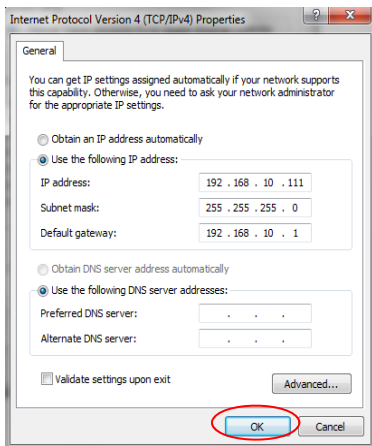 Internet Protocol Version 4 (TCP/IPv4) Properties
General
You can get IP settings assigned automatically if your network supports
this capability. Otherwise, you need to ask your network administrator
for the appropriate IP settings.
Obtain an IP address automatically
Use the following IP address:
IP address: 192 . 168 . 10 . 111
Subnet mask: 255 . 255 . 255 . 0
Default gateway: 192 . 168 . 10 . 1
Obtain DNS server address automatically
Use the following DNS server addresses:
Preferred DNS server: . . .
Alternate DNS server: . . .
Validate settings upon exit
Advanced...
OK Cancel